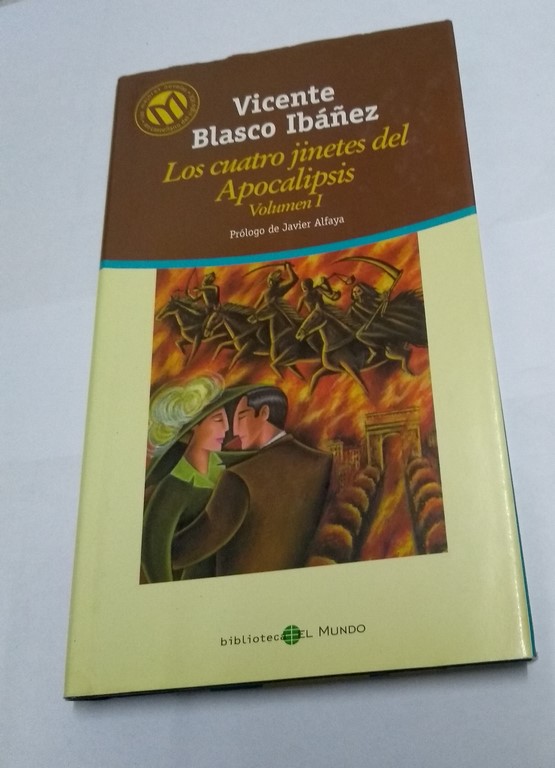 Vicente
Blasco Ibáñez
Los cuatro jinetes del
Apocalipsis
Volumen I
Prólogo de Javier Alfaya
biblioteca EL MUNDO